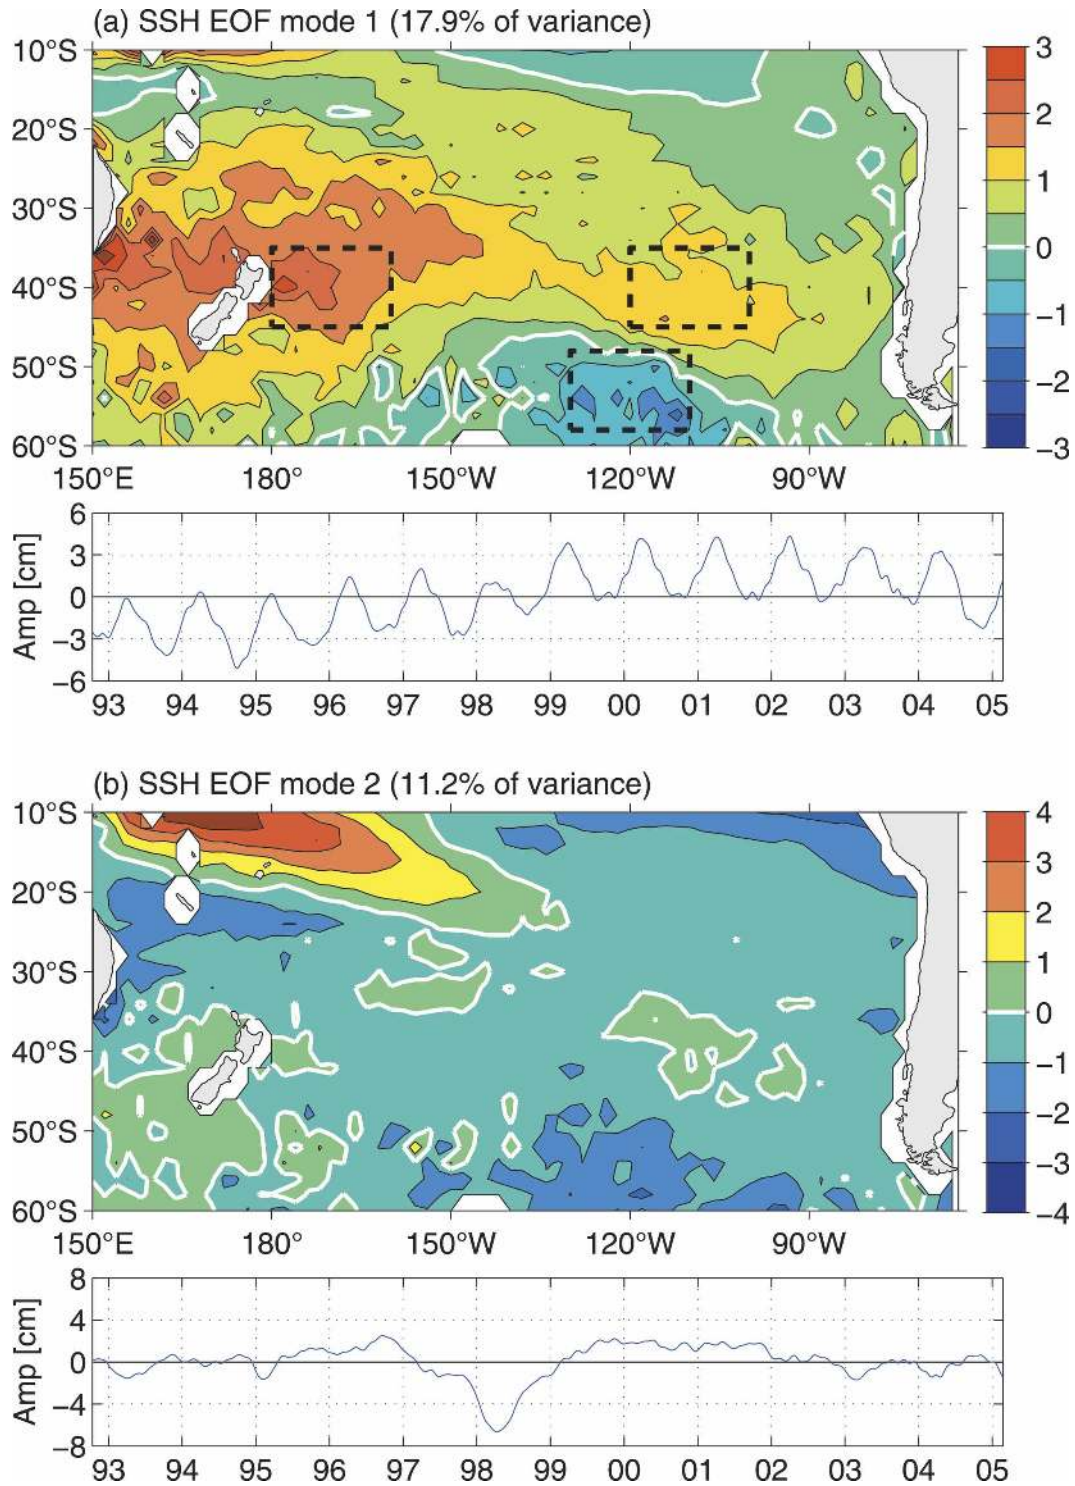 (a) SSH EOF mode 1 (17.9% of variance)
10°S
20°S
30°S
40°S
50°S
60°S
150°E 180° 150°W 120°W 90°W
3
2
1
0
−1
−2
−3
Amp [cm]
6
3
0
−3
−6
93 94 95 96 97 98 99 00 01 02 03 04 05
(b) SSH EOF mode 2 (11.2% of variance)
10°S
20°S
30°S
40°S
50°S
60°S
150°E 180° 150°W 120°W 90°W
4
3
2
1
0
−1
−2
−3
−4
Amp [cm]
8
4
0
−4
−8
93 94 95 96 97 98 99 00 01 02 03 04 05